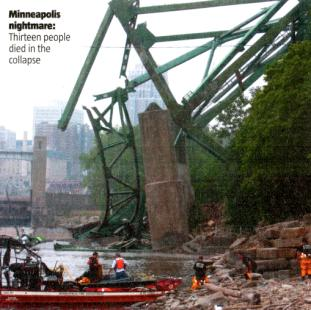 Minneapolis
nightmare:
Thirteen people
died in the
collapse